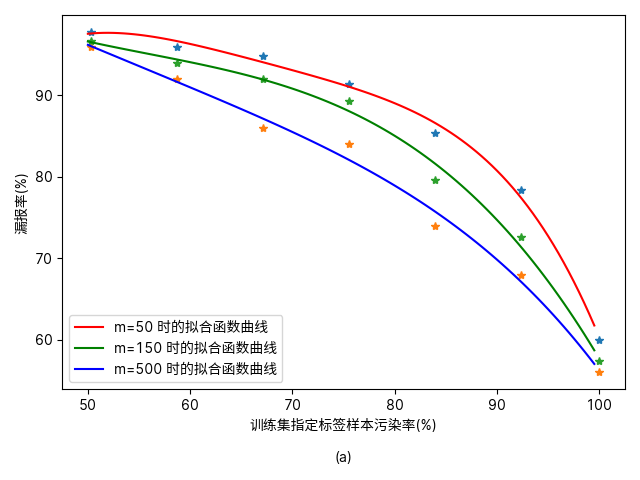 漏报率(%)
90
80
70
60
m=50 时的拟合函数曲线
m=150 时的拟合函数曲线
m=500 时的拟合函数曲线
50 60 70 80 90 100
训练集指定标签样本污染率(%)
(a)